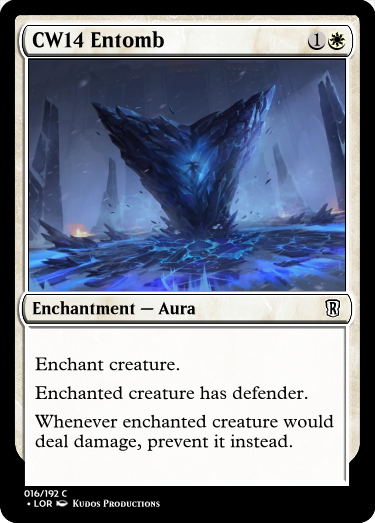 CW14 Entomb
1
Enchantment — Aura
R
Enchant creature.
Enchanted creature has defender.
Whenever enchanted creature would
deal damage, prevent it instead.
016/192 C
• LOR Kudos Productions